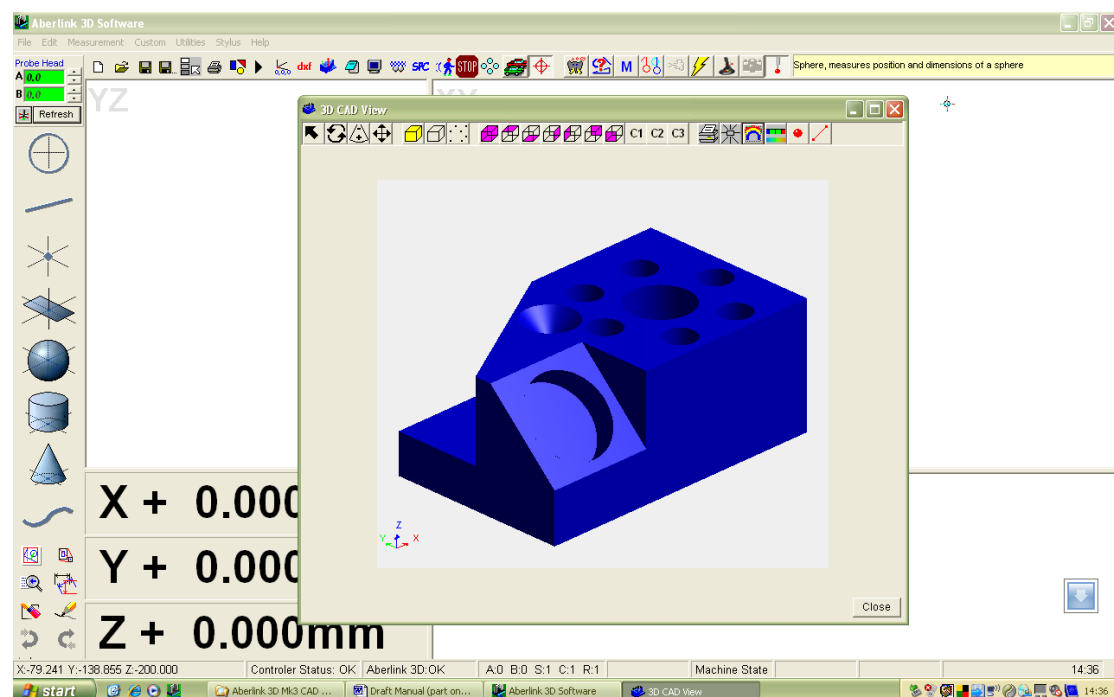 Aberlink 3D Software
File Edit Measurement Custom Utilities Stylus Help
Probe Head
A 0.0
B 0.0
Refresh
dxf
SPC
STOP
M
Sphere, measures position and dimensions of a sphere
YZ
3D CAD View
C1 C2 C3
Z
Y X
Close
X + 0.000
Y + 0.000
Z + 0.000mm
X:-79.241 Y:-138.855 Z:-200.000
Controler Status: OK
Aberlink 3D:OK
A:0 B:0 S:1 C:1 R:1
Machine State
14:36
start
Aberlink 3D Mk3 CAD ...
Draft Manual (part on...
Aberlink 3D Software
3D CAD View
14:36